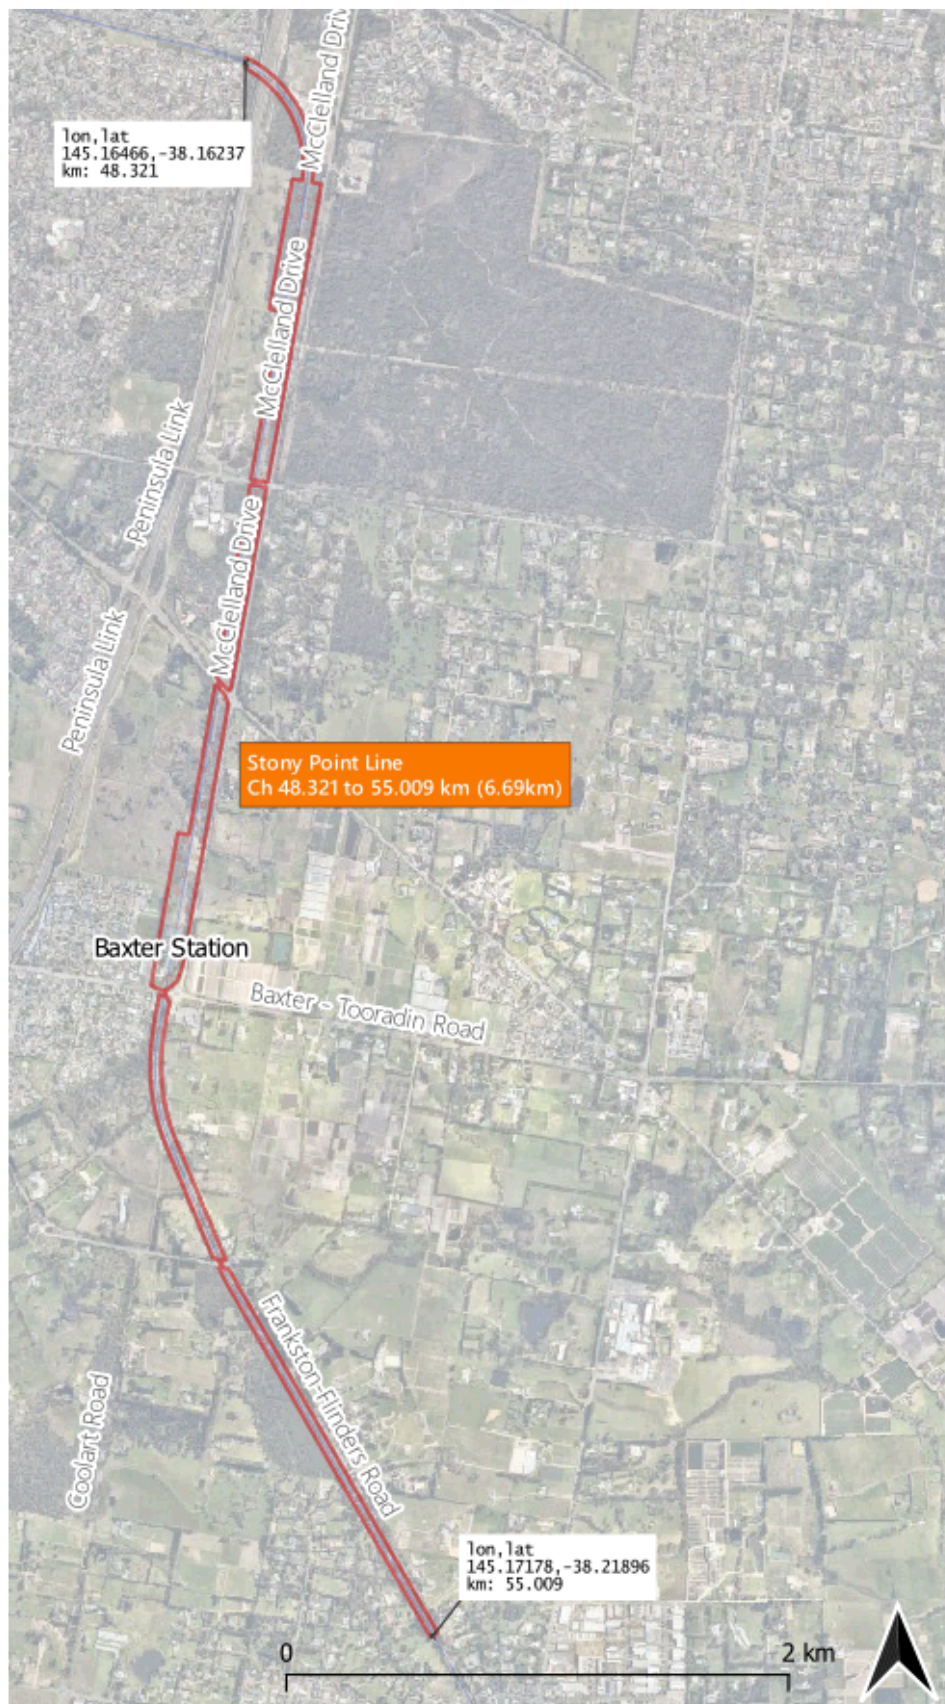 McClelland Driv
lon,lat
145.16466,-38.16237
km: 48.321
McClelland Drive
Peninsula Link
McClelland Drive
Peninsula Link
Stony Point Line
Ch 48.321 to 55.009 km (6.69km)
Baxter Station
Baxter - Tooradin Road
Frankston-Flinders Road
Coolart Road
lon,lat
145.17178,-38.21896
km: 55.009
0
2 km